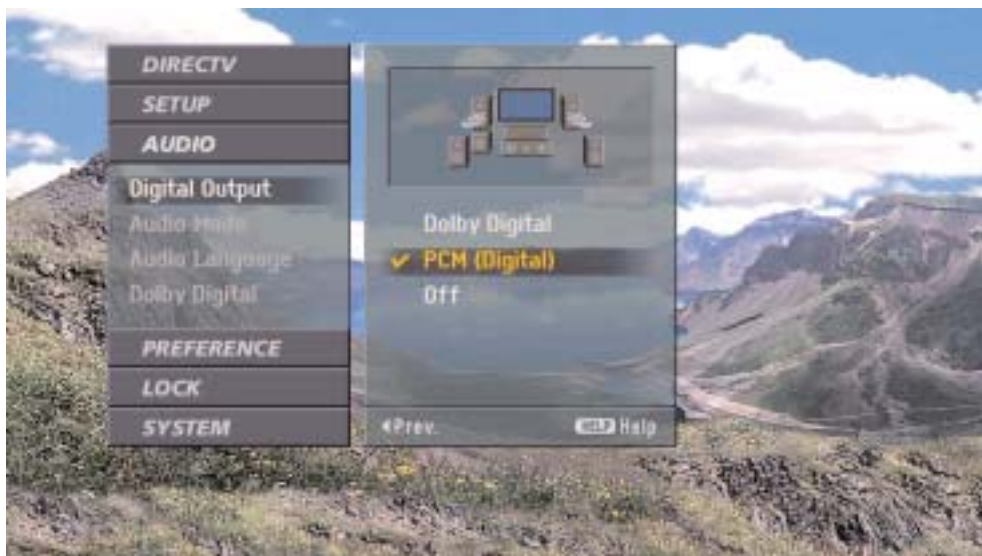 DIRECTV
SETUP
AUDIO
Digital Output
Audio Mode
Audio Language
Dolby Digital
PREFERENCE
LOCK
SYSTEM
Dolby Digital
✔ PCM (Digital)
Off
◀Prev.
HELP Help